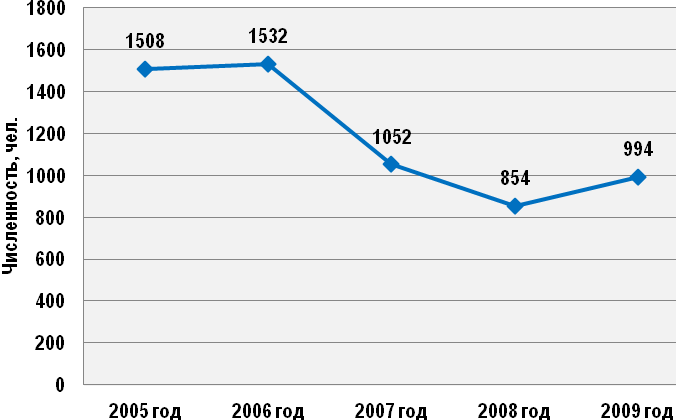 1800
1600
1400
1200
1000
800
600
400
200
0
Численность, чел.
1508
1532
1052
854
994
2005 год
2006 год
2007 год
2008 год
2009 год